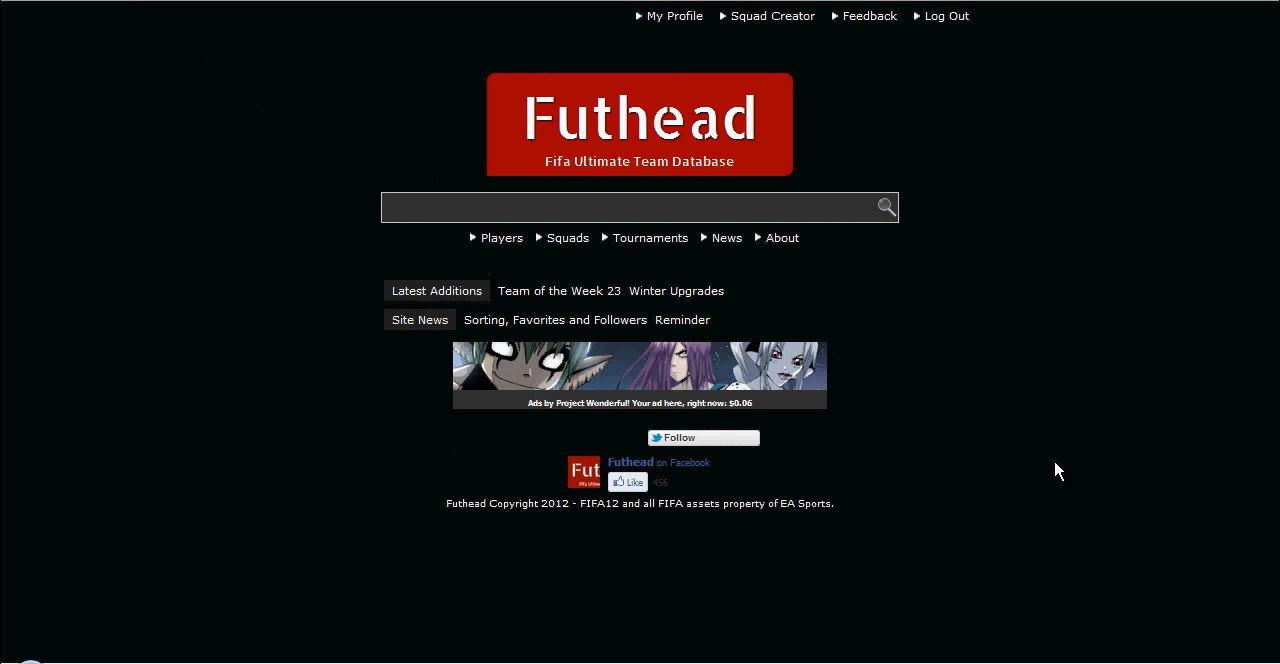 My Profile Squad Creator Feedback Log Out
Futhead
Fifa Ultimate Team Database
Players Squads Tournaments News About
Latest Additions Team of the Week 23 Winter Upgrades
Site News Sorting, Favorites and Followers Reminder
Ads by Project Wonderful! Your ad here, right now: $0.06
Follow
Fut
Futhead on Facebook
Like 456
Futhead Copyright 2012 - FIFA12 and all FIFA assets property of EA Sports.